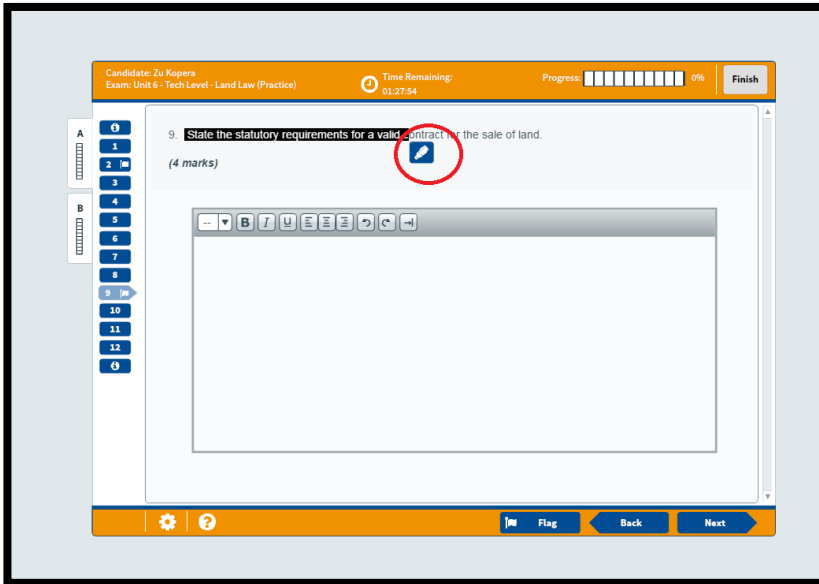 Candidate: Zu Kopera
Exam: Unit 6 - Tech Level - Land Law (Practice)
Time Remaining:
01:27:54
Progress:
0%
Finish
A
B
1
2
3
4
5
6
7
8
9
10
11
12
9. State the statutory requirements for a valid contract for the sale of land.
(4 marks)
--
B
I
U
Flag
Back
Next